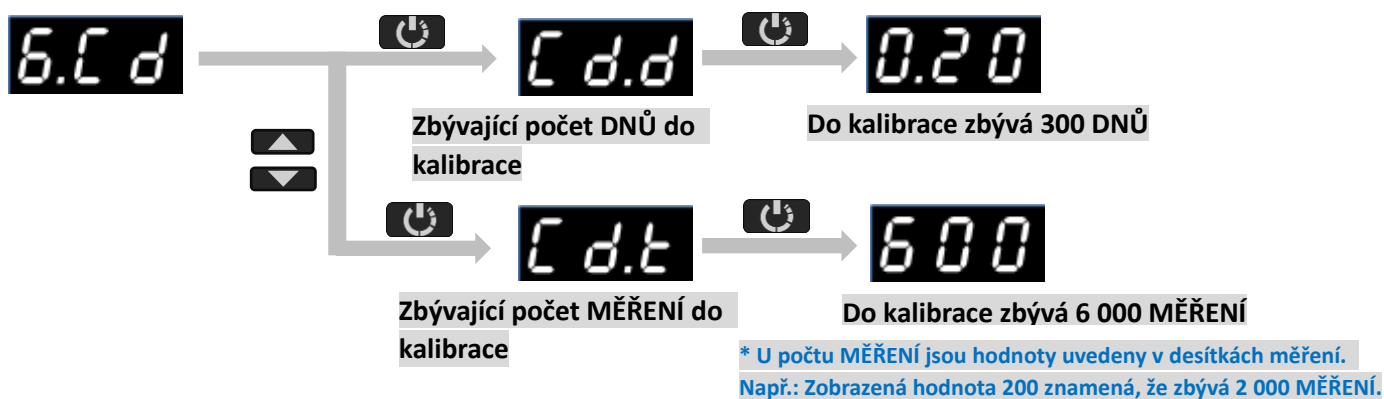 6.Cd
Cd.d
0.20
Zbývající počet DNŮ do
kalibrace
Do kalibrace zbývá 300 DNŮ
Cd.t
600
Zbývající počet MĚŘENÍ do
kalibrace
Do kalibrace zbývá 6 000 MĚŘENÍ
* U počtu MĚŘENÍ jsou hodnoty uvedeny v desítkách měření.
Např.: Zobrazená hodnota 200 znamená, že zbývá 2 000 MĚŘENÍ.